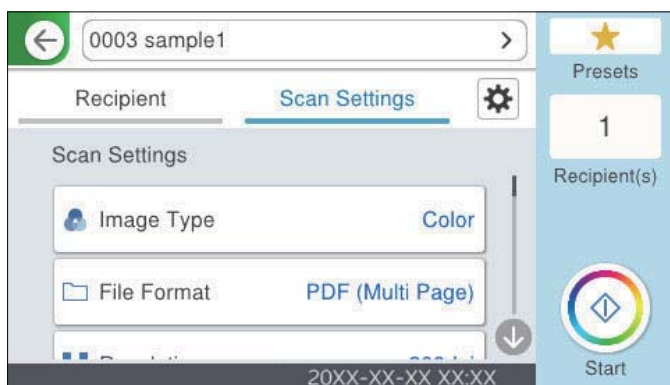 0003 sample1
Presets
Recipient
Scan Settings
1
Recipient(s)
Scan Settings
Image Type
Color
File Format
PDF (Multi Page)
20XX-XX-XX XX:XX
Start